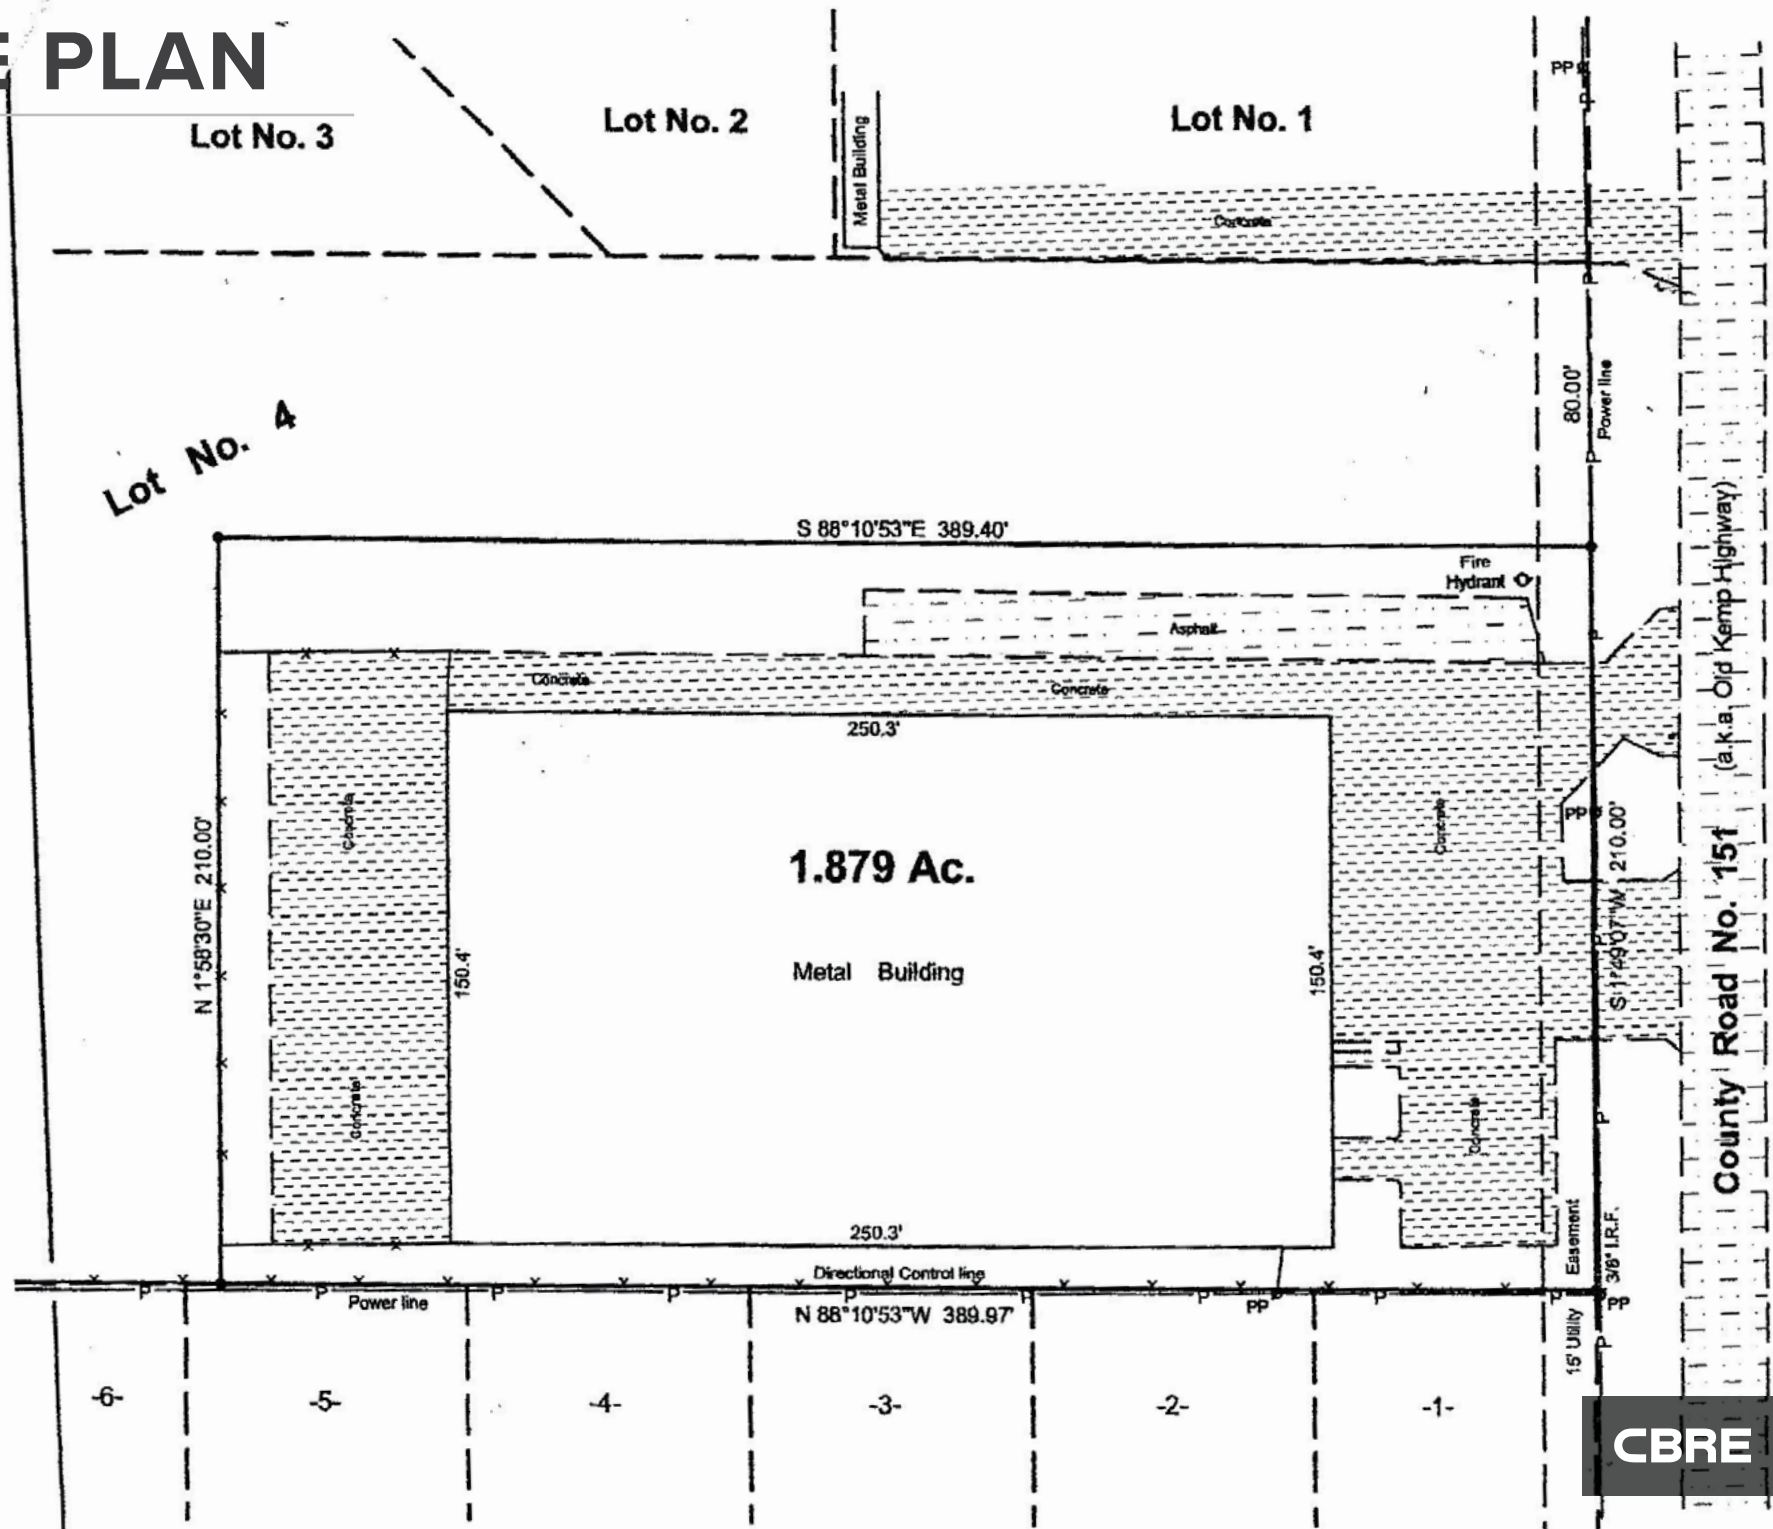 E PLAN
Lot No. 3
Lot No. 2
Metal Building
Lot No. 1
PP
P
Concrete
P
80.00'
Power line
P
Lot No. 4
S 88°10'53"E 389.40'
Fire
Hydrant
Asphalt
P
Concrete
Concrete
250.3'
N 1°58'30"E 210.00'
Concrete
Concrete
150.4'
1.879 Ac.
Metal Building
150.4'
Concrete
Concrete
PP
S 1°49'07"W 210.00'
P
P
County Road No. 151 (a.k.a. Old Kemp Highway)
250.3'
Directional Control line
15' Utility Easement
3/8" I.R.F.
P P P P P P P P P
Power line
PP
PP
N 88°10'53"W 389.97'
P
-6-
-5-
-4-
-3-
-2-
-1-
CBRE